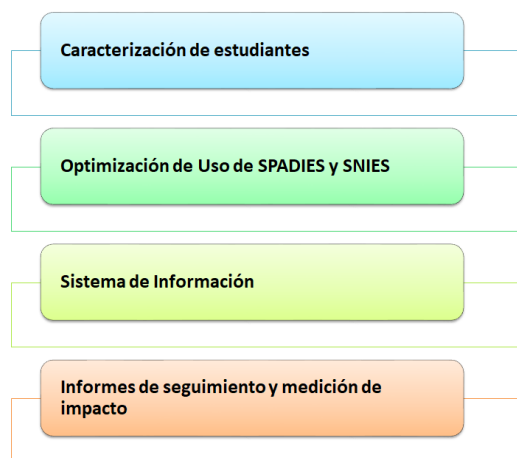 Caracterización de estudiantes
Optimización de Uso de SPADIES y SNIES
Sistema de Información
Informes de seguimiento y medición de
impacto